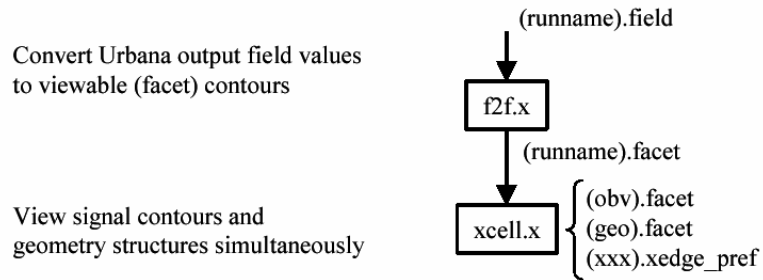 (runname).field
Convert Urbana output field values
to viewable (facet) contours
f2f.x
(runname).facet
View signal contours and
geometry structures simultaneously
xcell.x
(obv).facet
(geo).facet
(xxx).xedge_pref